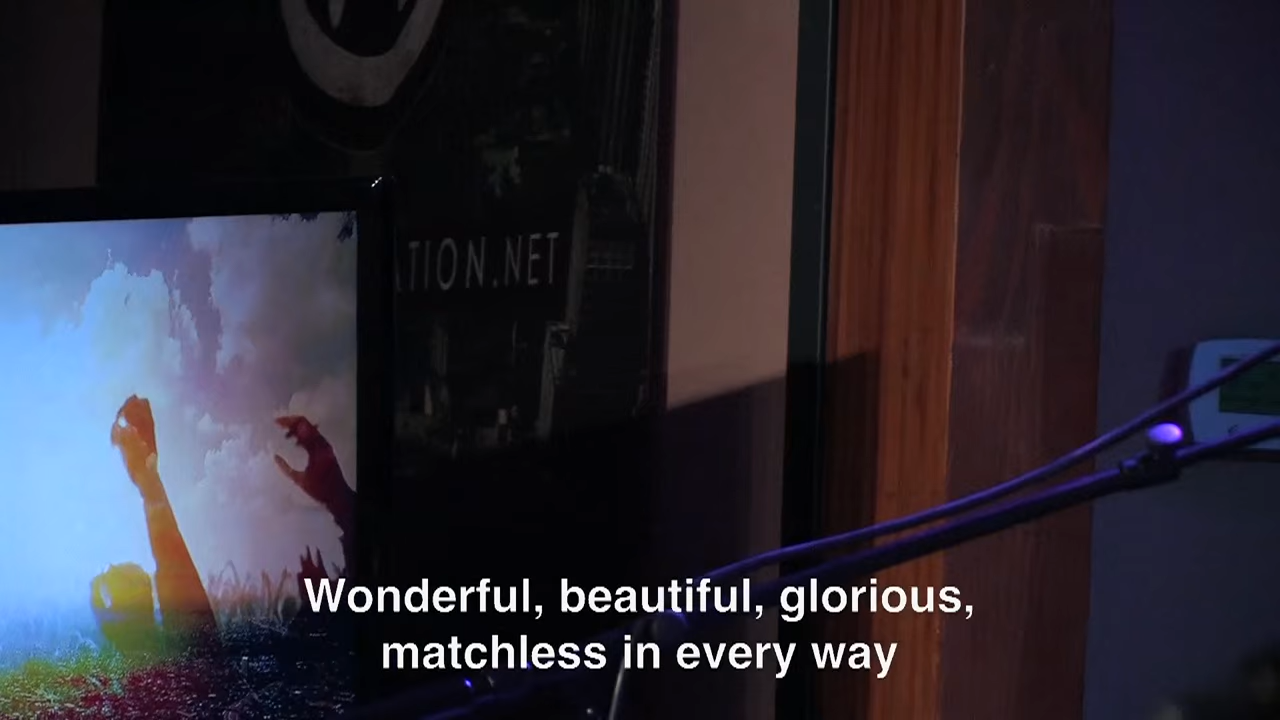 ATION.NET
Wonderful, beautiful, glorious,
matchless in every way